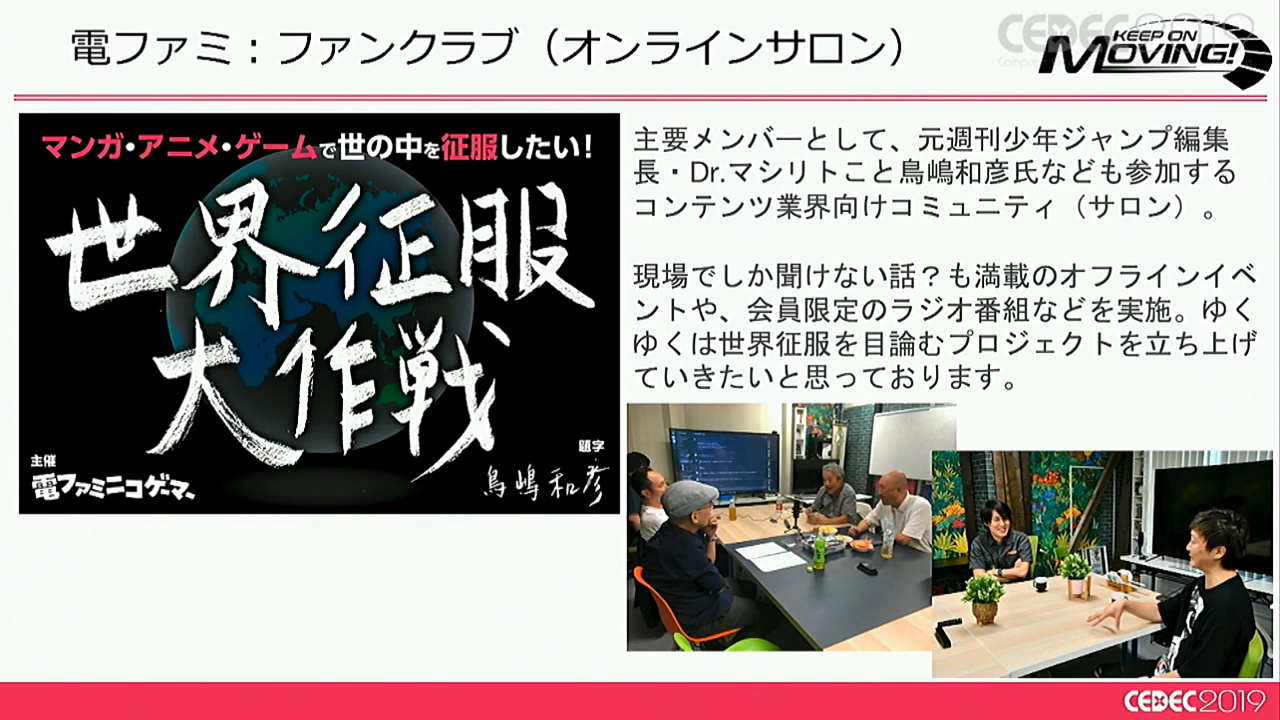 電ファミ：ファンクラブ（オンラインサロン）
CEDEC2019
KEEP ON
MOVING!
マンガ・アニメ・ゲームで世の中を征服したい！
世界征服
大作戦
主催
電ファミニコゲーマー
題字
鳥嶋和彦
主要メンバーとして、元週刊少年ジャンプ編集
長・Dr.マシリトこと鳥嶋和彦氏なども参加する
コンテンツ業界向けコミュニティ（サロン）。
現場でしか聞けない話？も満載のオフラインイベ
ントや、会員限定のラジオ番組などを実施。ゆく
ゆくは世界征服を目論むプロジェクトを立ち上げ
ていきたいと思っております。
CEDEC2019